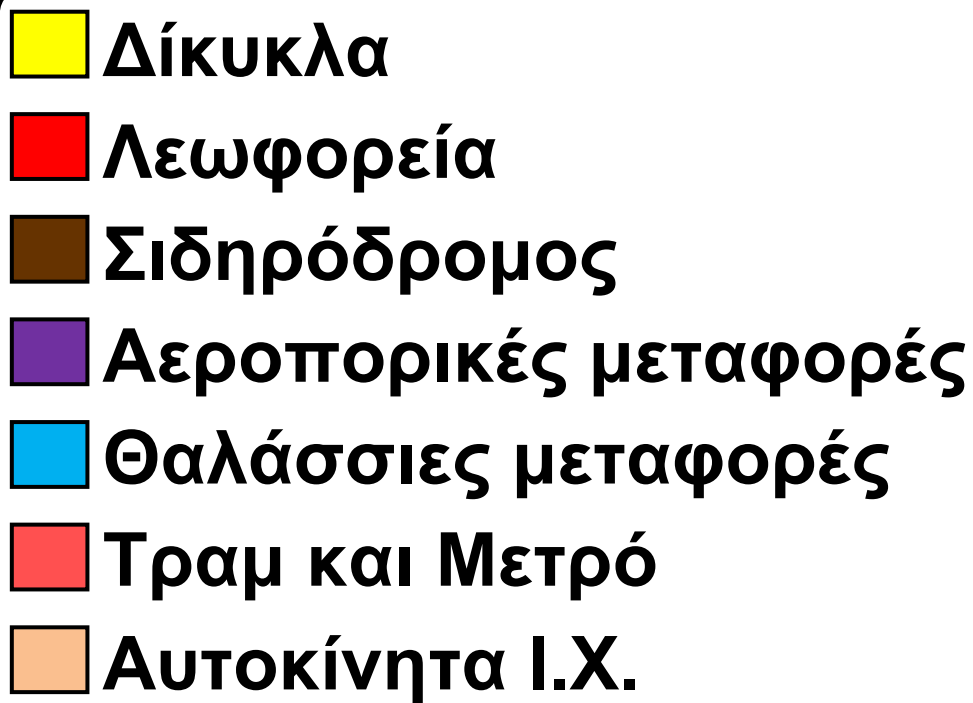 Δίκυκλα
Λεωφορεία
Σιδηρόδρομος
Αεροπορικές μεταφορές
Θαλάσσιες μεταφορές
Τραμ και Μετρό
Αυτοκίνητα Ι.Χ.